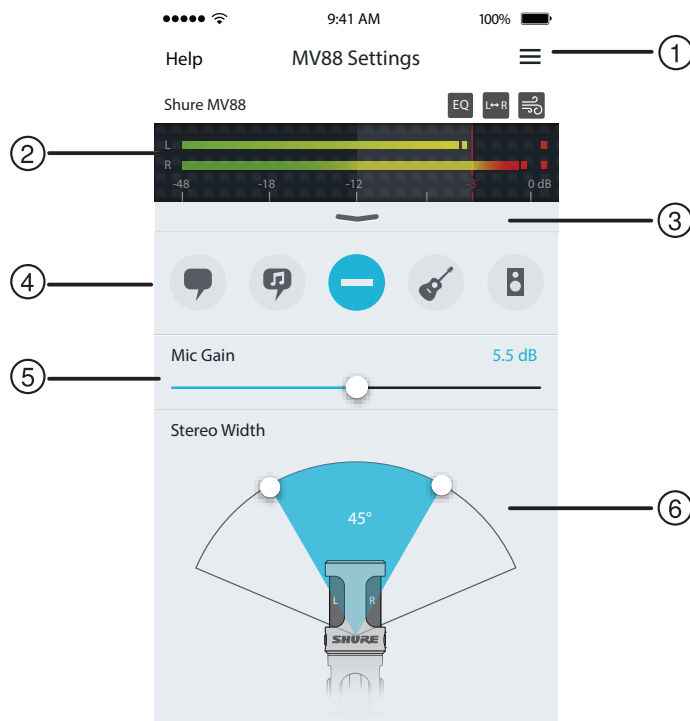 9:41 AM 100%
Help MV88 Settings
1
Shure MV88 EQ L↔R
2
L
R
-48 -18 -12 -3 0 dB
3
4
Mic Gain 5.5 dB
5
Stereo Width
45°
6
L R
SHURE